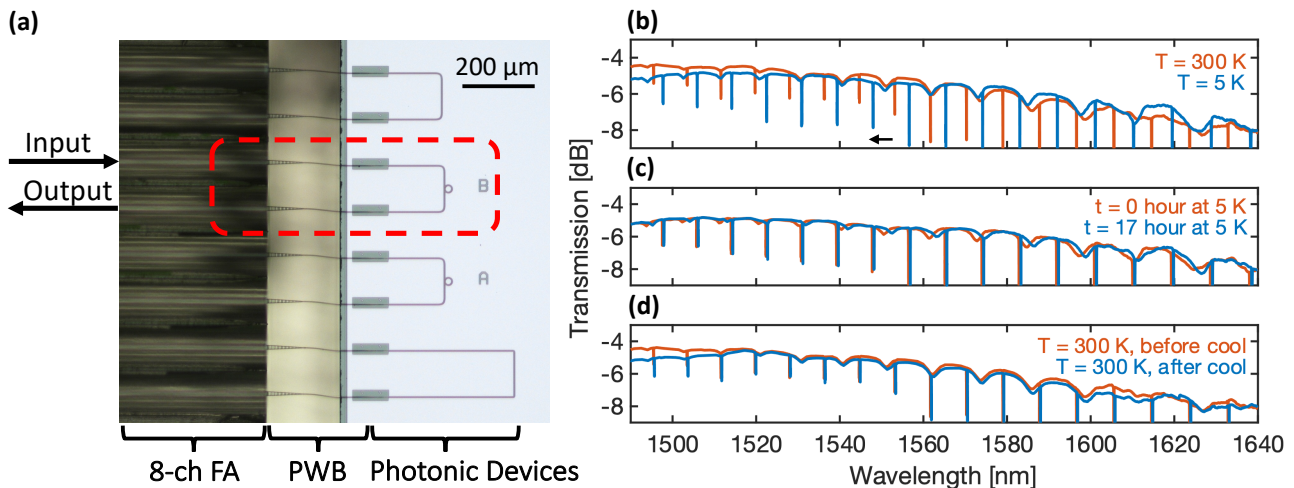 (a)
200 μm
Input
Output
B
A
8-ch FA
PWB
Photonic Devices
(b)
-4
-6
-8
T = 300 K
T = 5 K
(c)
-4
-6
-8
t = 0 hour at 5 K
t = 17 hour at 5 K
(d)
-4
-6
-8
T = 300 K, before cool
T = 300 K, after cool
Transmission [dB]
1500
1520
1540
1560
1580
1600
1620
1640
Wavelength [nm]